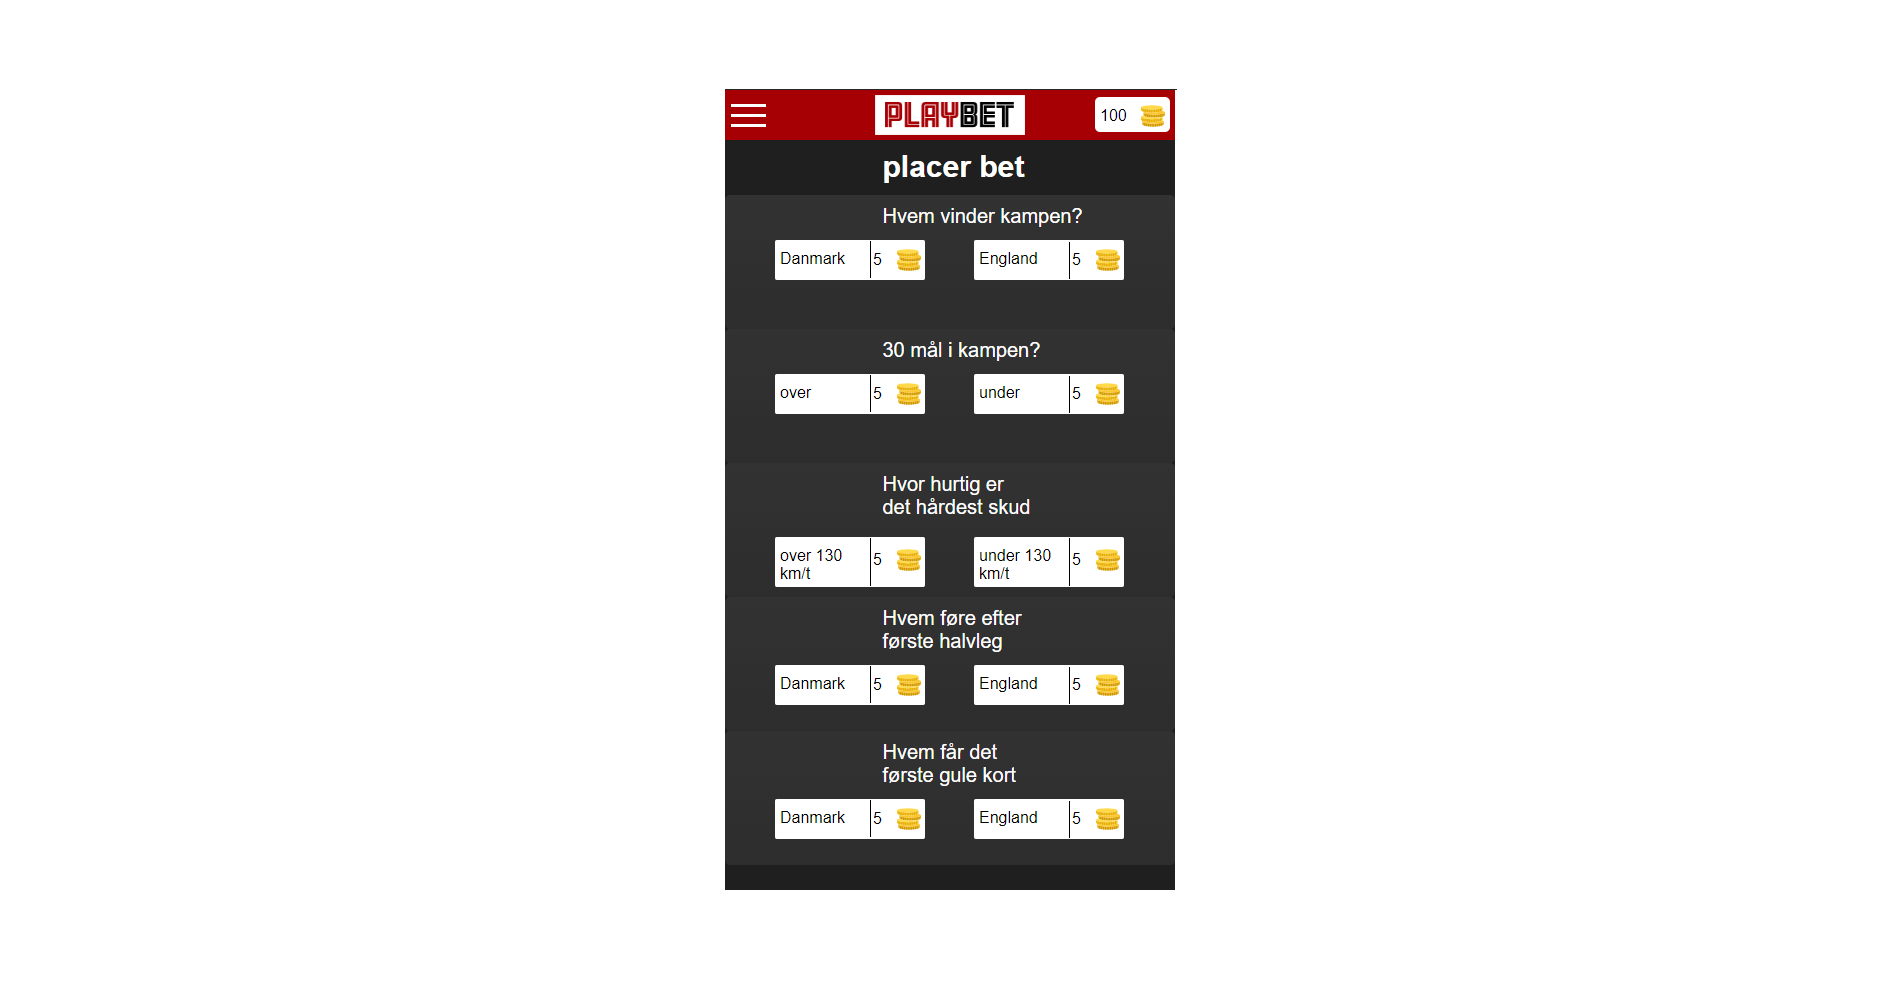 PLAYBET
100
placer bet
Hvem vinder kampen?
Danmark 5
England 5
30 mål i kampen?
over 5
under 5
Hvor hurtig er
det hårdest skud
over 130
km/t
5
under 130
km/t
5
Hvem føre efter
første halvleg
Danmark 5
England 5
Hvem får det
første gule kort
Danmark 5
England 5